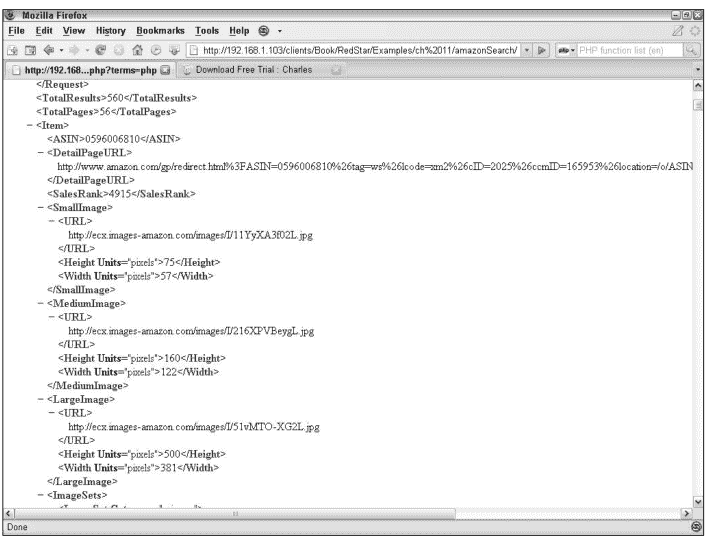 Mozilla Firefox
File Edit View History Bookmarks Tools Help
http://192.168.1.103/clients/Book/RedStar/Examples/ch%2011/amazonSearch/ php PHP function list (en)
http://192.168...php?terms=php Download Free Trial : Charles
</Request>
<TotalResults>560</TotalResults>
<TotalPages>56</TotalPages>
− <Item>
<ASIN>0596006810</ASIN>
− <DetailPageURL>
http://www.amazon.com/gp/redirect.html%3FASIN=0596006810%26tag=ws%26lcode=xm2%26cID=2025%26ccmID=165953%26location=/o/ASIN
</DetailPageURL>
<SalesRank>4915</SalesRank>
− <SmallImage>
− <URL>
http://ecx.images-amazon.com/images/I/11YyXA3f02L.jpg
</URL>
<Height Units="pixels">75</Height>
<Width Units="pixels">57</Width>
</SmallImage>
− <MediumImage>
− <URL>
http://ecx.images-amazon.com/images/I/216XPVBeygL.jpg
</URL>
<Height Units="pixels">160</Height>
<Width Units="pixels">122</Width>
</MediumImage>
− <LargeImage>
− <URL>
http://ecx.images-amazon.com/images/I/51vMTO-XG2L.jpg
</URL>
<Height Units="pixels">500</Height>
<Width Units="pixels">381</Width>
</LargeImage>
− <ImageSets>
Done